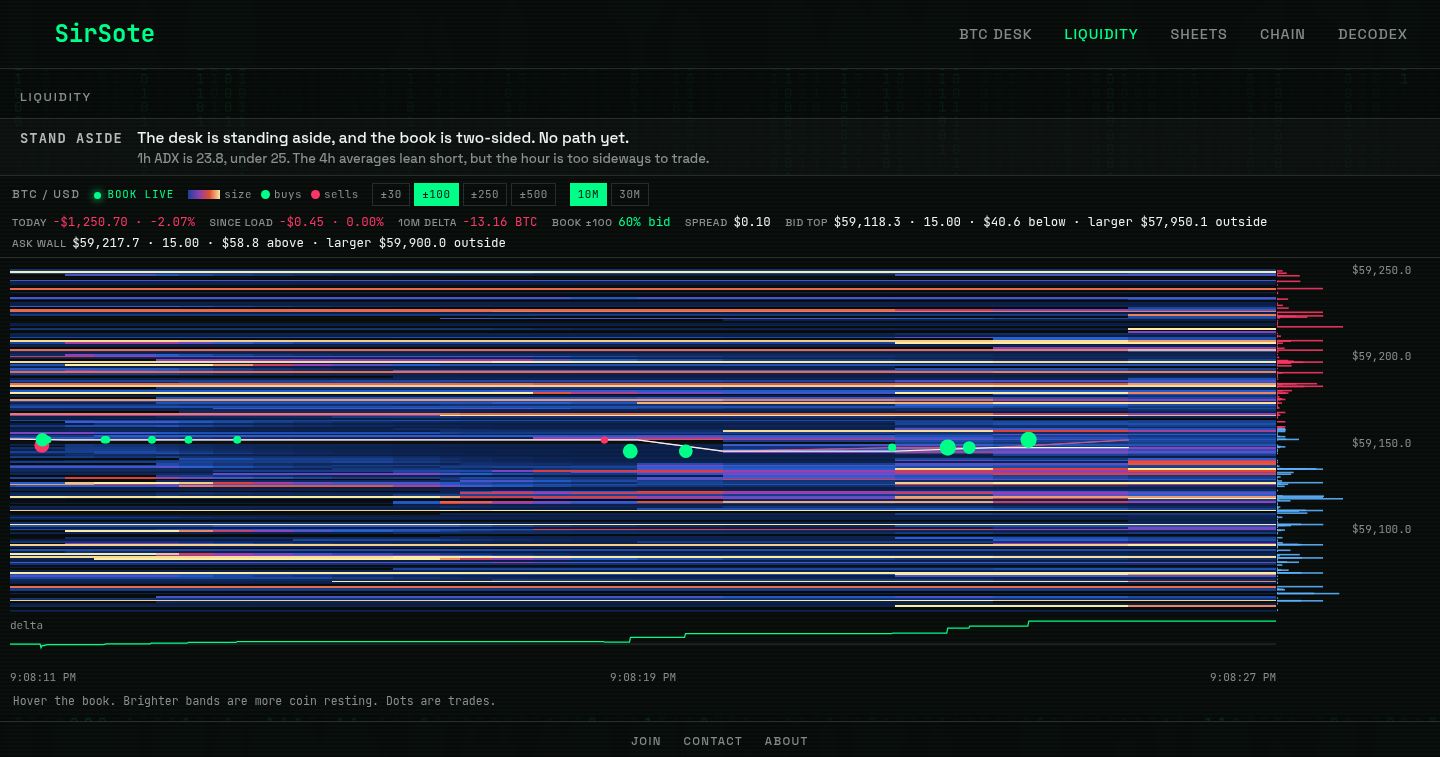 SirSote
BTC DESK LIQUIDITY SHEETS CHAIN DECODEX
LIQUIDITY
STAND ASIDE The desk is standing aside, and the book is two-sided. No path yet.
1h ADX is 23.8, under 25. The 4h averages lean short, but the hour is too sideways to trade.
BTC / USD BOOK LIVE size buys sells ±30 ±100 ±250 ±500 10M 30M
TODAY -$1,250.70 · -2.07% SINCE LOAD -$0.45 · 0.00% 10M DELTA -13.16 BTC BOOK ±100 60% bid SPREAD $0.10 BID TOP $59,118.3 · 15.00 · $40.6 below · larger $57,950.1 outside
ASK WALL $59,217.7 · 15.00 · $58.8 above · larger $59,900.0 outside
$59,250.0
$59,200.0
$59,150.0
$59,100.0
delta
9:08:11 PM 9:08:19 PM 9:08:27 PM
Hover the book. Brighter bands are more coin resting. Dots are trades.
JOIN CONTACT ABOUT